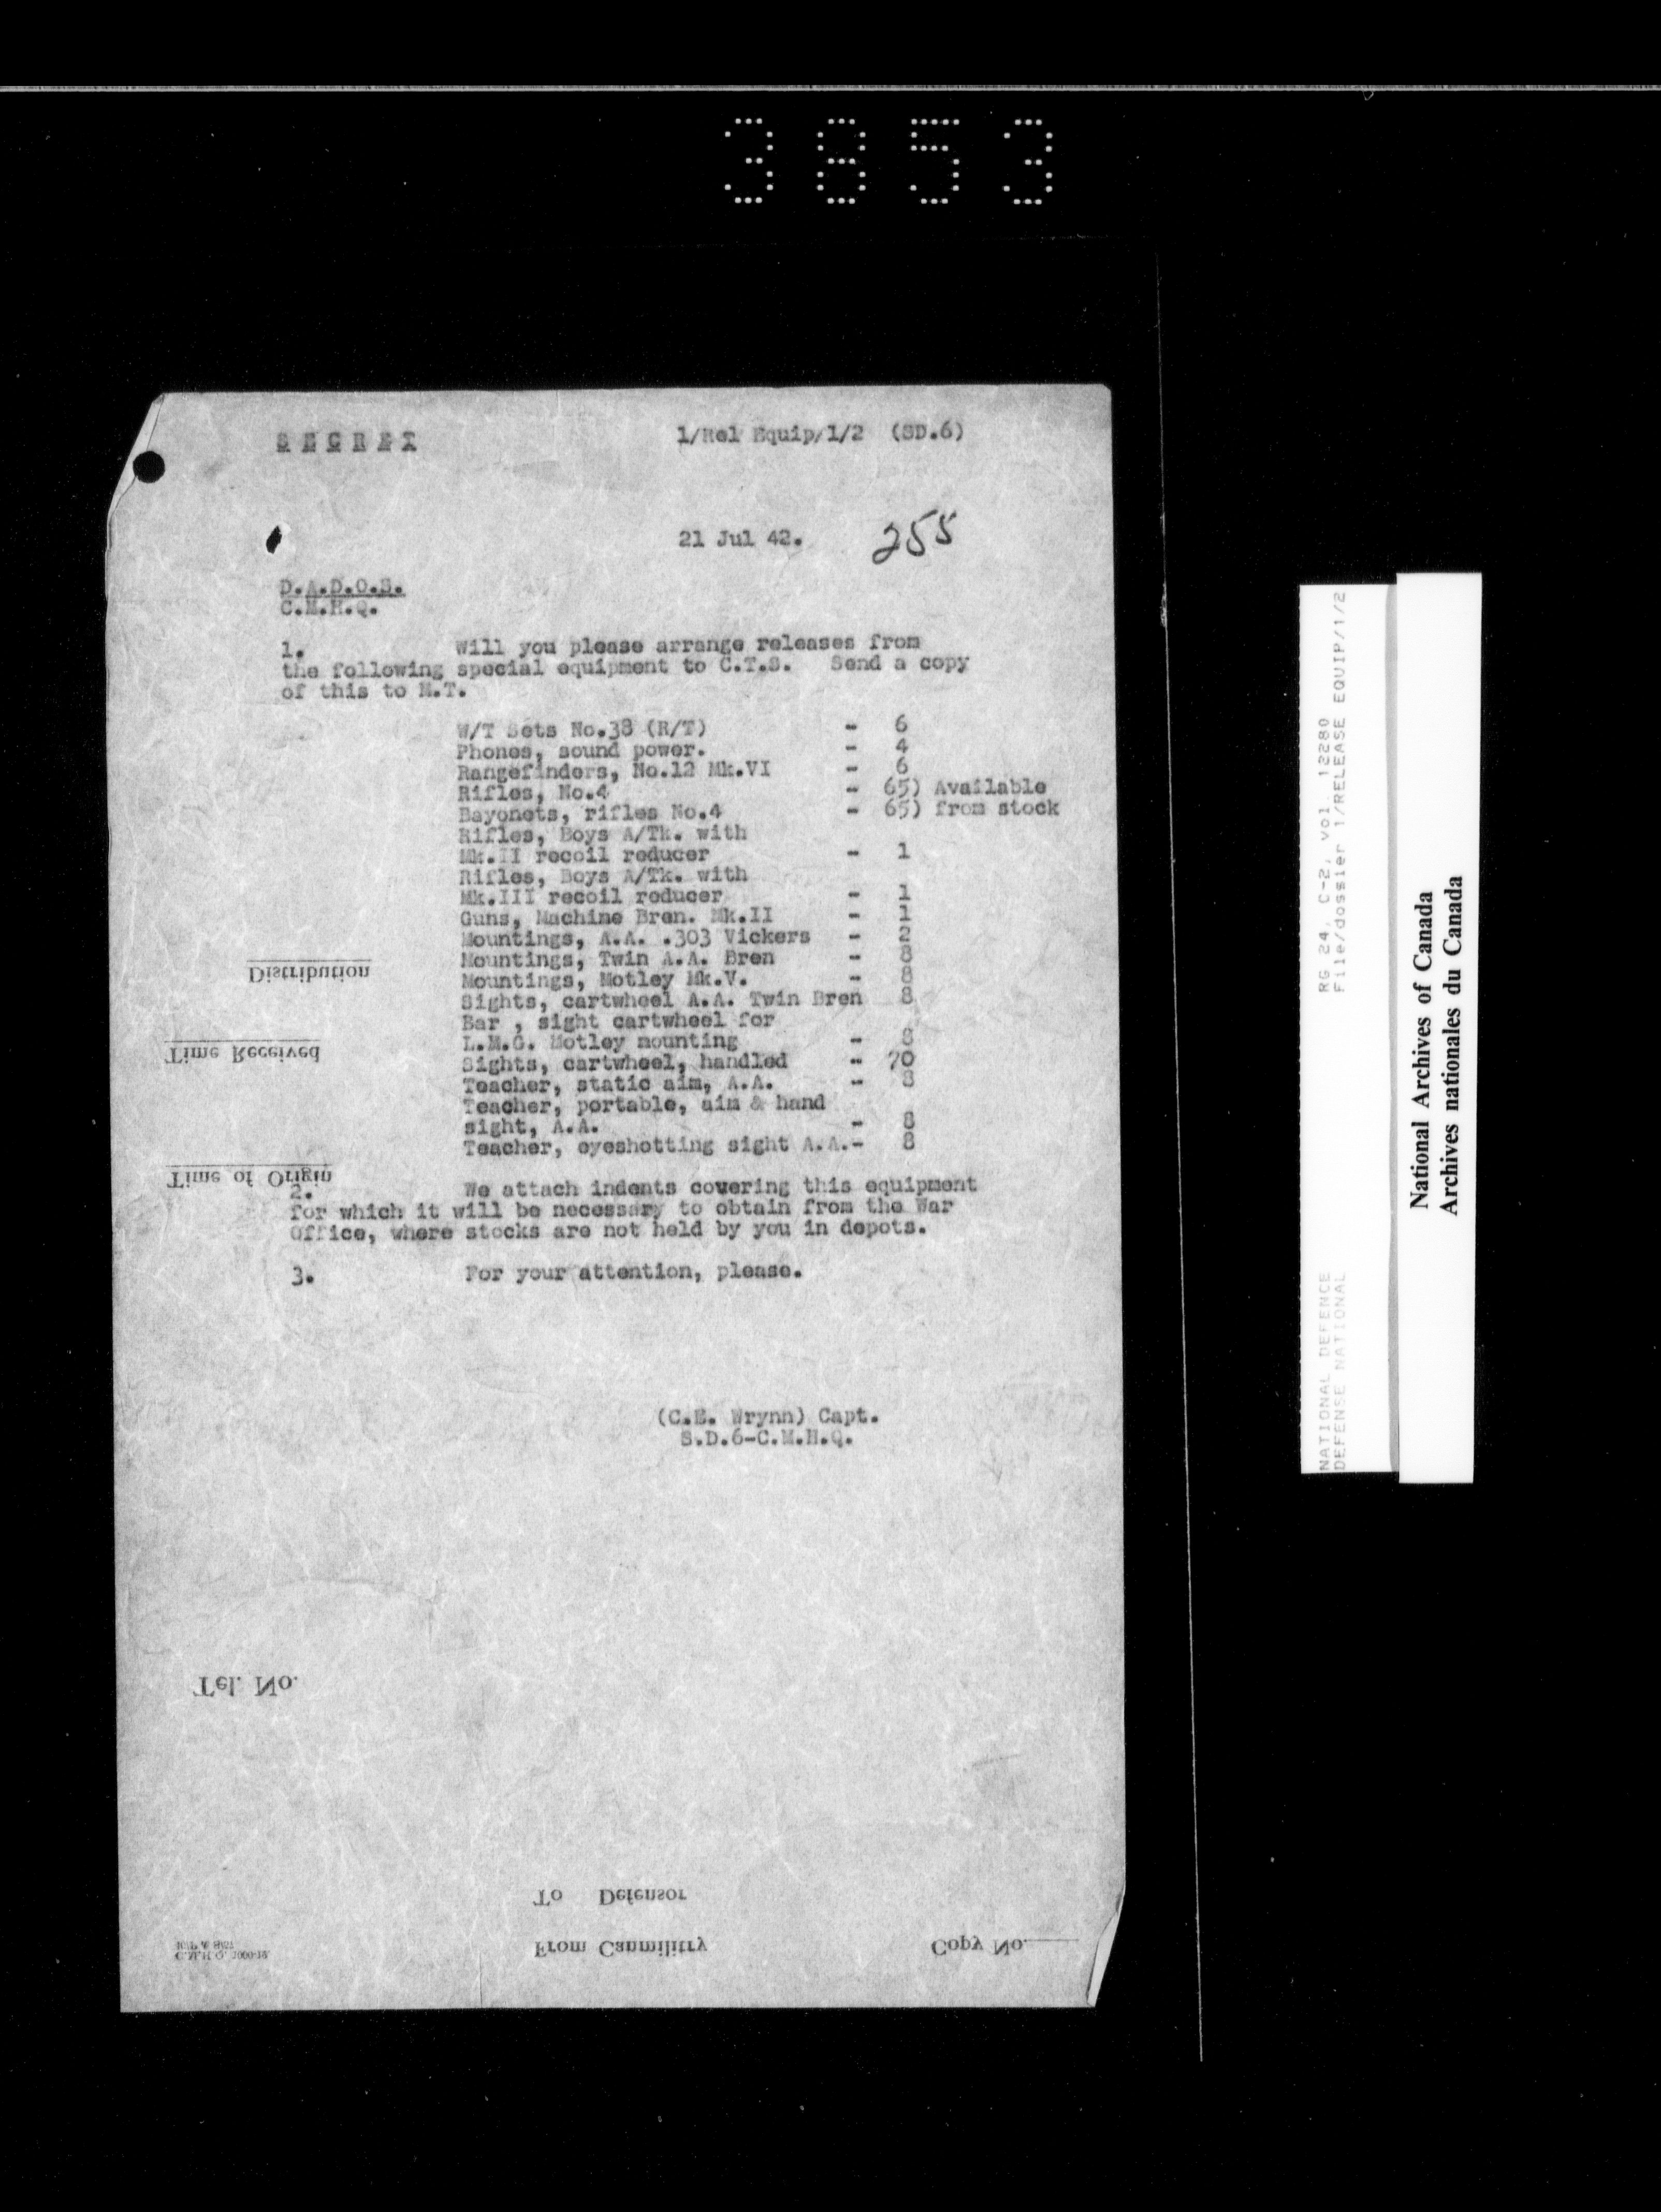 3853
SECRET
1/Rel Equip/1/2 (SD.6)
21 Jul 42.
255
D.A.D.O.S.
C.M.H.Q.
1. Will you please arrange releases from
the following special equipment to C.T.S. Send a copy
of this to M.T.
W/T Sets No.38 (R/T) - 6
Phones, sound power. - 4
Rangefinders, No.12 Mk.VI - 6
Rifles, No.4 - 65) Available
Bayonets, rifles No.4 - 65) from stock
Rifles, Boys A/Tk. with
Mk.II recoil reducer - 1
Rifles, Boys A/Tk. with
Mk.III recoil reducer - 1
Guns, Machine Bren. Mk.II - 1
Mountings, A.A. .303 Vickers - 2
Mountings, Twin A.A. Bren - 8
Mountings, Motley Mk.V. - 8
Sights, cartwheel A.A. Twin Bren 8
Bar , sight cartwheel for
L.M.G. Motley mounting - 8
Sights, cartwheel, handled - 70
Teacher, static aim, A.A. - 8
Teacher, portable, aim & hand
sight, A.A. - 8
Teacher, eyeshotting sight A.A.- 8
2. We attach indents covering this equipment
for which it will be necessary to obtain from the War
Office, where stocks are not held by you in depots.
3. For your attention, please.
(C.E. Wrynn) Capt.
S.D.6-C.M.H.Q.
Distribution
Time Received
Time of Origin
Tel. No.
To Defensor
From Canmilitry
Copy No.
C.M.H.Q. 1000-12
NATIONAL DEFENCE RG 24, C-2, vol. 12280
DEFENSE NATIONAL File/dossier 1/RELEASE EQUIP/1/2
National Archives of Canada
Archives nationales du Canada